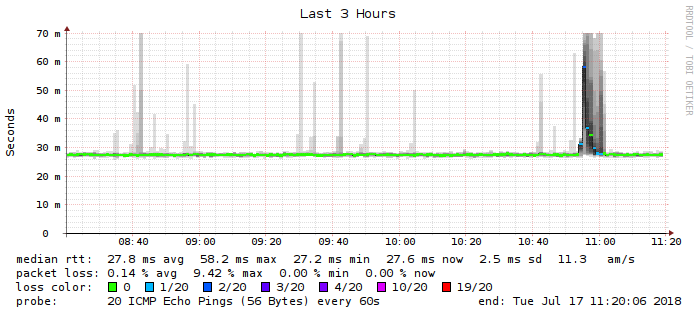 Last 3 Hours
RRDTOOL / TOBI OETIKER
Seconds
70 m
60 m
50 m
40 m
30 m
20 m
10 m
0
08:40 09:00 09:20 09:40 10:00 10:20 10:40 11:00 11:20
median rtt: 27.8 ms avg 58.2 ms max 27.2 ms min 27.6 ms now 2.5 ms sd 11.3 am/s
packet loss: 0.14 % avg 9.42 % max 0.00 % min 0.00 % now
loss color: 0 1/20 2/20 3/20 4/20 10/20 19/20
probe: 20 ICMP Echo Pings (56 Bytes) every 60s end: Tue Jul 17 11:20:06 2018